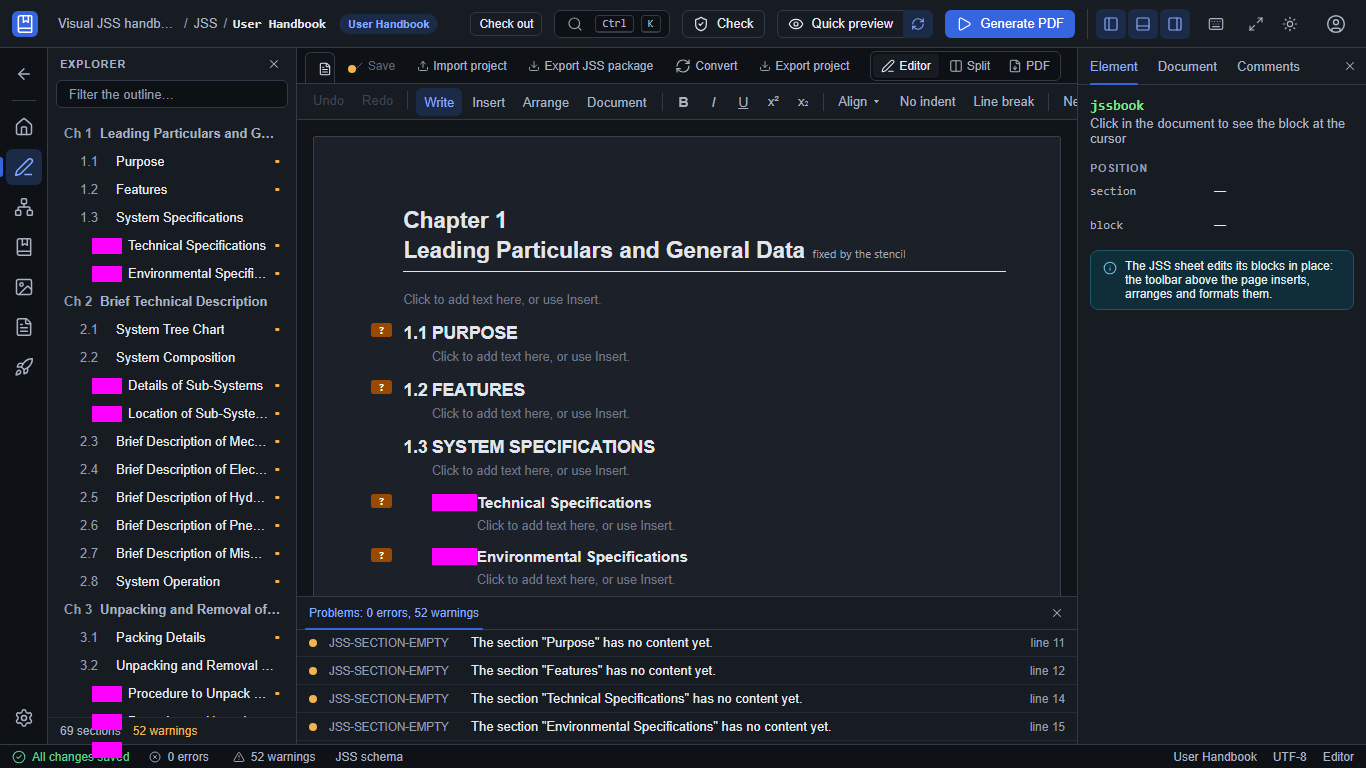 Visual JSS handb... / JSS / User Handbook User Handbook Check out Ctrl K Check Quick preview Generate PDF
EXPLORER
Filter the outline...
Ch 1 Leading Particulars and G...
1.1 Purpose
1.2 Features
1.3 System Specifications
Technical Specifications
Environmental Specifi...
Ch 2 Brief Technical Description
2.1 System Tree Chart
2.2 System Composition
Details of Sub-Systems
Location of Sub-Syste...
2.3 Brief Description of Mec...
2.4 Brief Description of Elec...
2.5 Brief Description of Hyd...
2.6 Brief Description of Pne...
2.7 Brief Description of Mis...
2.8 System Operation
Ch 3 Unpacking and Removal of...
3.1 Packing Details
3.2 Unpacking and Removal ...
Procedure to Unpack ...
69 sections 52 warnings
Save Import project Export JSS package Convert Export project Editor Split PDF
Undo Redo Write Insert Arrange Document B I U x² x₂ Align No indent Line break Ne
Chapter 1
Leading Particulars and General Data fixed by the stencil
Click to add text here, or use Insert.
? 1.1 PURPOSE
Click to add text here, or use Insert.
? 1.2 FEATURES
Click to add text here, or use Insert.
1.3 SYSTEM SPECIFICATIONS
Click to add text here, or use Insert.
? Technical Specifications
Click to add text here, or use Insert.
? Environmental Specifications
Click to add text here, or use Insert.
Problems: 0 errors, 52 warnings
JSS-SECTION-EMPTY The section "Purpose" has no content yet. line 11
JSS-SECTION-EMPTY The section "Features" has no content yet. line 12
JSS-SECTION-EMPTY The section "Technical Specifications" has no content yet. line 14
JSS-SECTION-EMPTY The section "Environmental Specifications" has no content yet. line 15
Element Document Comments
jssbook
Click in the document to see the block at the
cursor
POSITION
section —
block —
The JSS sheet edits its blocks in place:
the toolbar above the page inserts,
arranges and formats them.
All changes saved 0 errors 52 warnings JSS schema User Handbook UTF-8 Editor